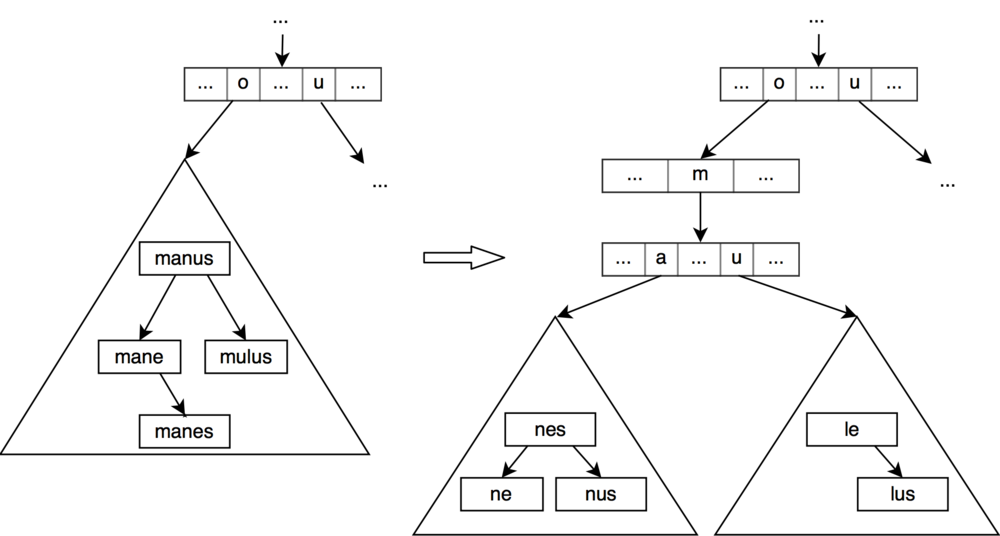 ... ...
... o ... u ... ... o ... u ...
... m ...
... ...
manus ... a ... u ...
mane mulus
manes nes le
ne nus lus